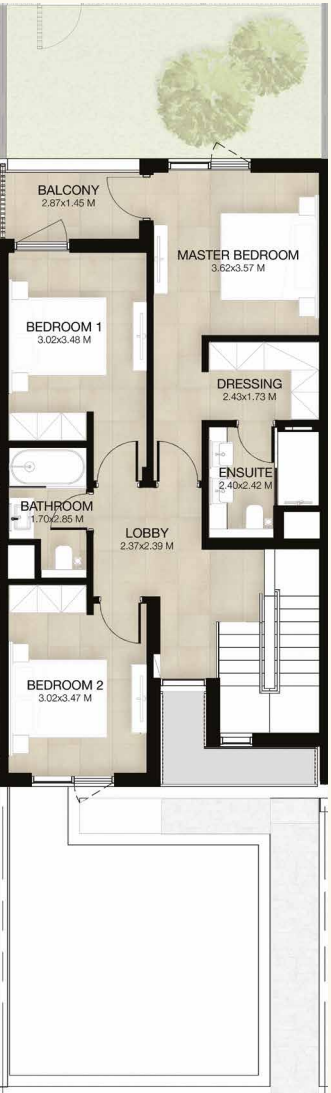 BALCONY
2.87x1.45 M
MASTER BEDROOM
3.62x3.57 M
BEDROOM 1
3.02x3.48 M
DRESSING
2.43x1.73 M
ENSUITE
2.40x2.42 M
BATHROOM
1.70x2.85 M
LOBBY
2.37x2.39 M
BEDROOM 2
3.02x3.47 M